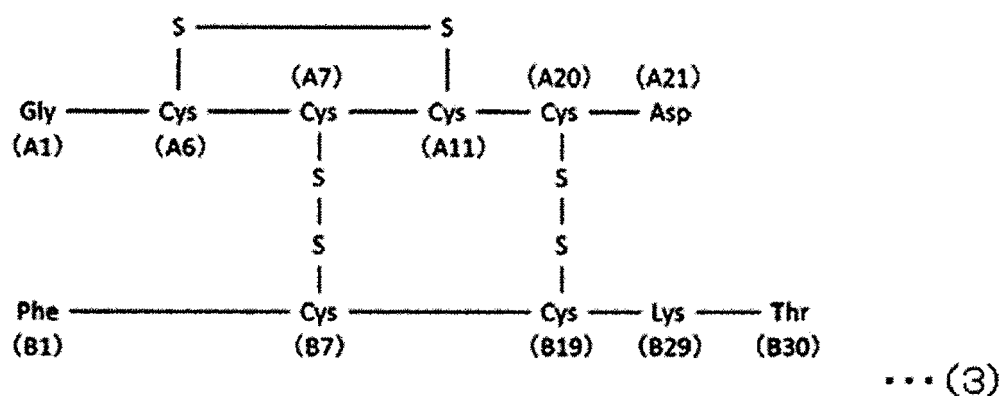 S S
(A7) (A20) (A21)
Gly Cys Cys Cys Cys Asp
(A1) (A6) (A11)
S S
S S
Phe Cys Cys Lys Thr
(B1) (B7) (B19) (B29) (B30)
···(3)